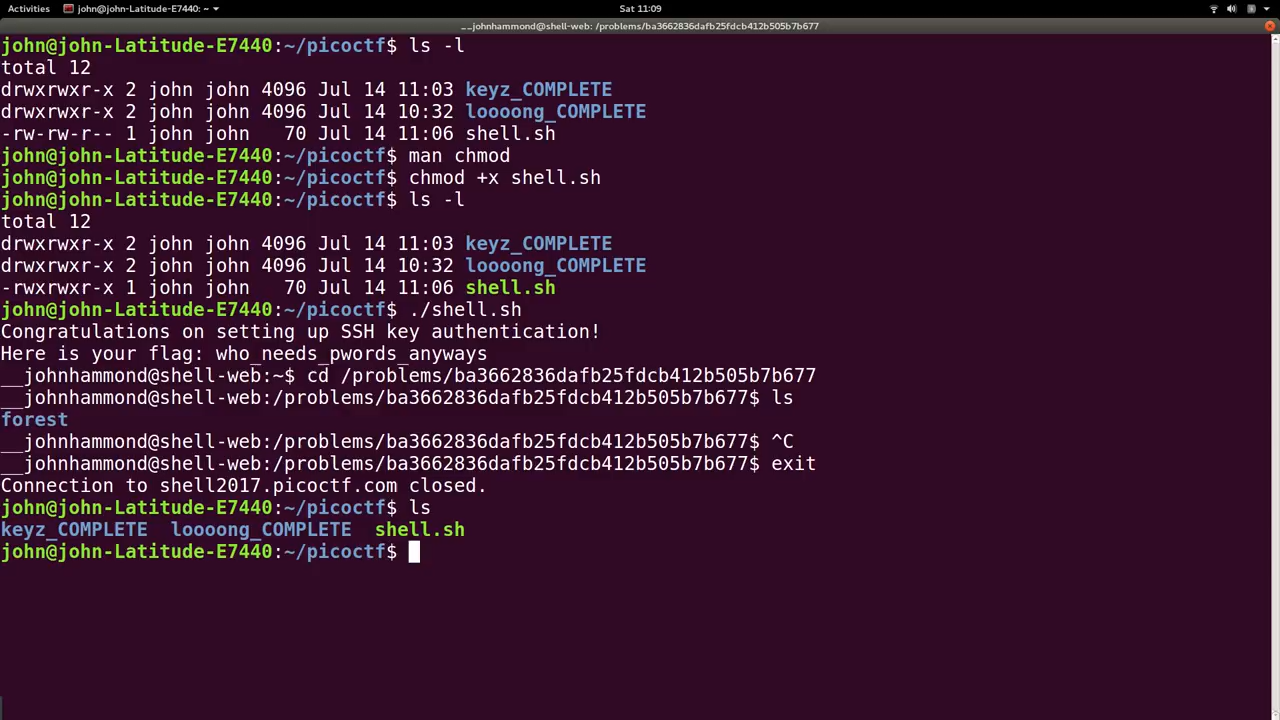 Activities john@john-Latitude-E7440: ~ Sat 11:09
__johnhammond@shell-web: /problems/ba3662836dafb25fdcb412b505b7b677
john@john-Latitude-E7440:~/picoctf$ ls -l
total 12
drwxrwxr-x 2 john john 4096 Jul 14 11:03 keyz_COMPLETE
drwxrwxr-x 2 john john 4096 Jul 14 10:32 loooong_COMPLETE
-rw-rw-r-- 1 john john   70 Jul 14 11:06 shell.sh
john@john-Latitude-E7440:~/picoctf$ man chmod
john@john-Latitude-E7440:~/picoctf$ chmod +x shell.sh
john@john-Latitude-E7440:~/picoctf$ ls -l
total 12
drwxrwxr-x 2 john john 4096 Jul 14 11:03 keyz_COMPLETE
drwxrwxr-x 2 john john 4096 Jul 14 10:32 loooong_COMPLETE
-rwxrwxr-x 1 john john   70 Jul 14 11:06 shell.sh
john@john-Latitude-E7440:~/picoctf$ ./shell.sh
Congratulations on setting up SSH key authentication!
Here is your flag: who_needs_pwords_anyways
__johnhammond@shell-web:~$ cd /problems/ba3662836dafb25fdcb412b505b7b677
__johnhammond@shell-web:/problems/ba3662836dafb25fdcb412b505b7b677$ ls
forest
__johnhammond@shell-web:/problems/ba3662836dafb25fdcb412b505b7b677$ ^C
__johnhammond@shell-web:/problems/ba3662836dafb25fdcb412b505b7b677$ exit
Connection to shell2017.picoctf.com closed.
john@john-Latitude-E7440:~/picoctf$ ls
keyz_COMPLETE  loooong_COMPLETE  shell.sh
john@john-Latitude-E7440:~/picoctf$